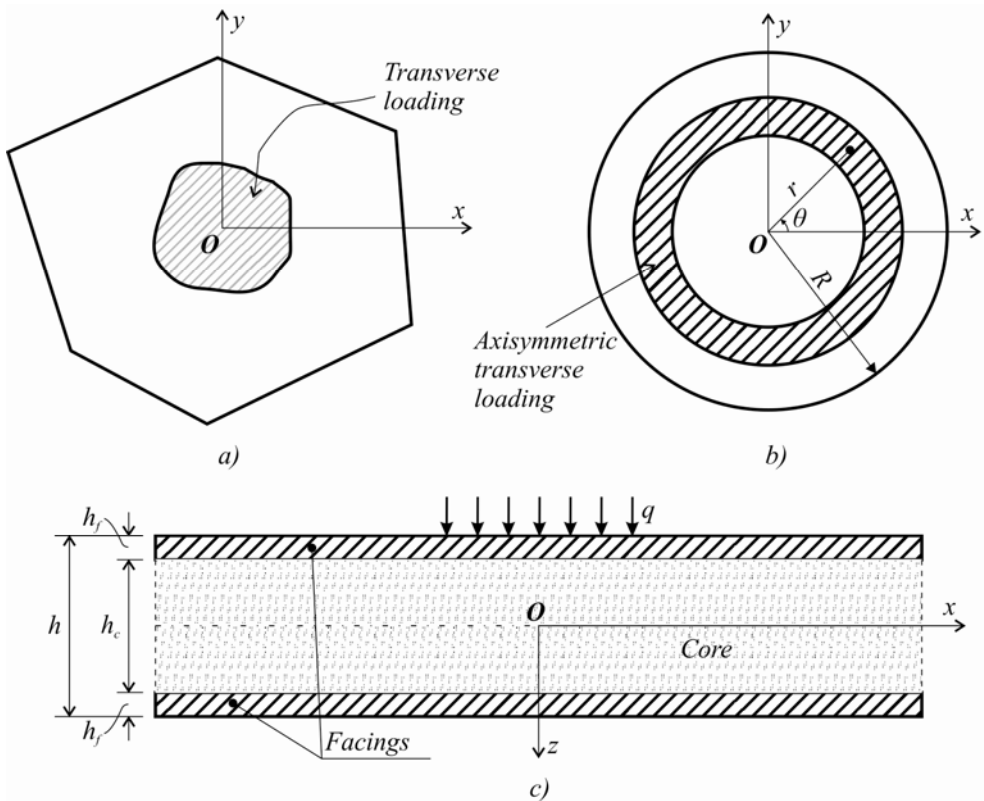 y
Transverse
loading
x
O
a)
y
x
r
θ
O
R
Axisymmetric
transverse
loading
b)
q
h_f
h
h_c
O
x
Core
h_f
Facings
z
c)